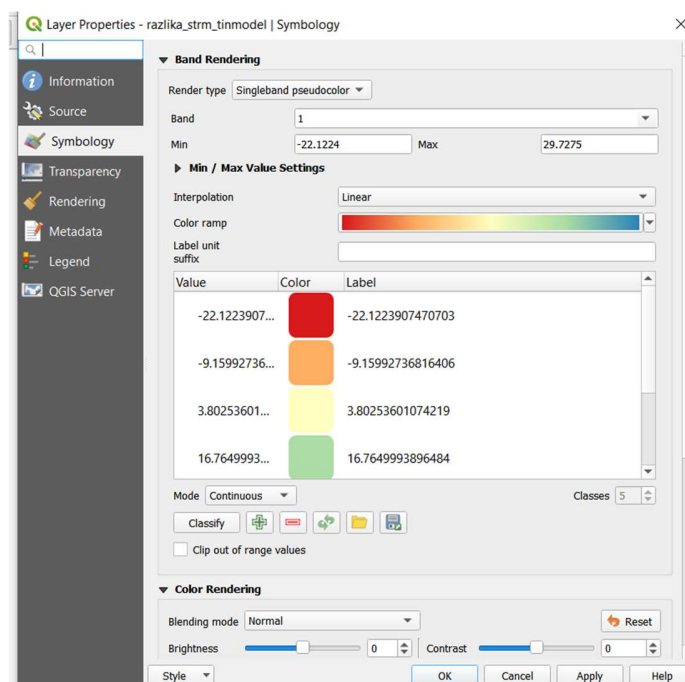 Layer Properties - razlika_strm_tinmodel | Symbology
Information
Source
Symbology
Transparency
Rendering
Metadata
Legend
QGIS Server
Band Rendering
Render type Singleband pseudocolor
Band 1
Min -22.1224 Max 29.7275
Min / Max Value Settings
Interpolation Linear
Color ramp
Label unit
suffix
Value Color Label
-22.1223907... -22.1223907470703
-9.15992736... -9.15992736816406
3.80253601... 3.80253601074219
16.7649993... 16.7649993896484
Mode Continuous Classes 5
Classify
Clip out of range values
Color Rendering
Blending mode Normal Reset
Brightness 0 Contrast 0
Style OK Cancel Apply Help